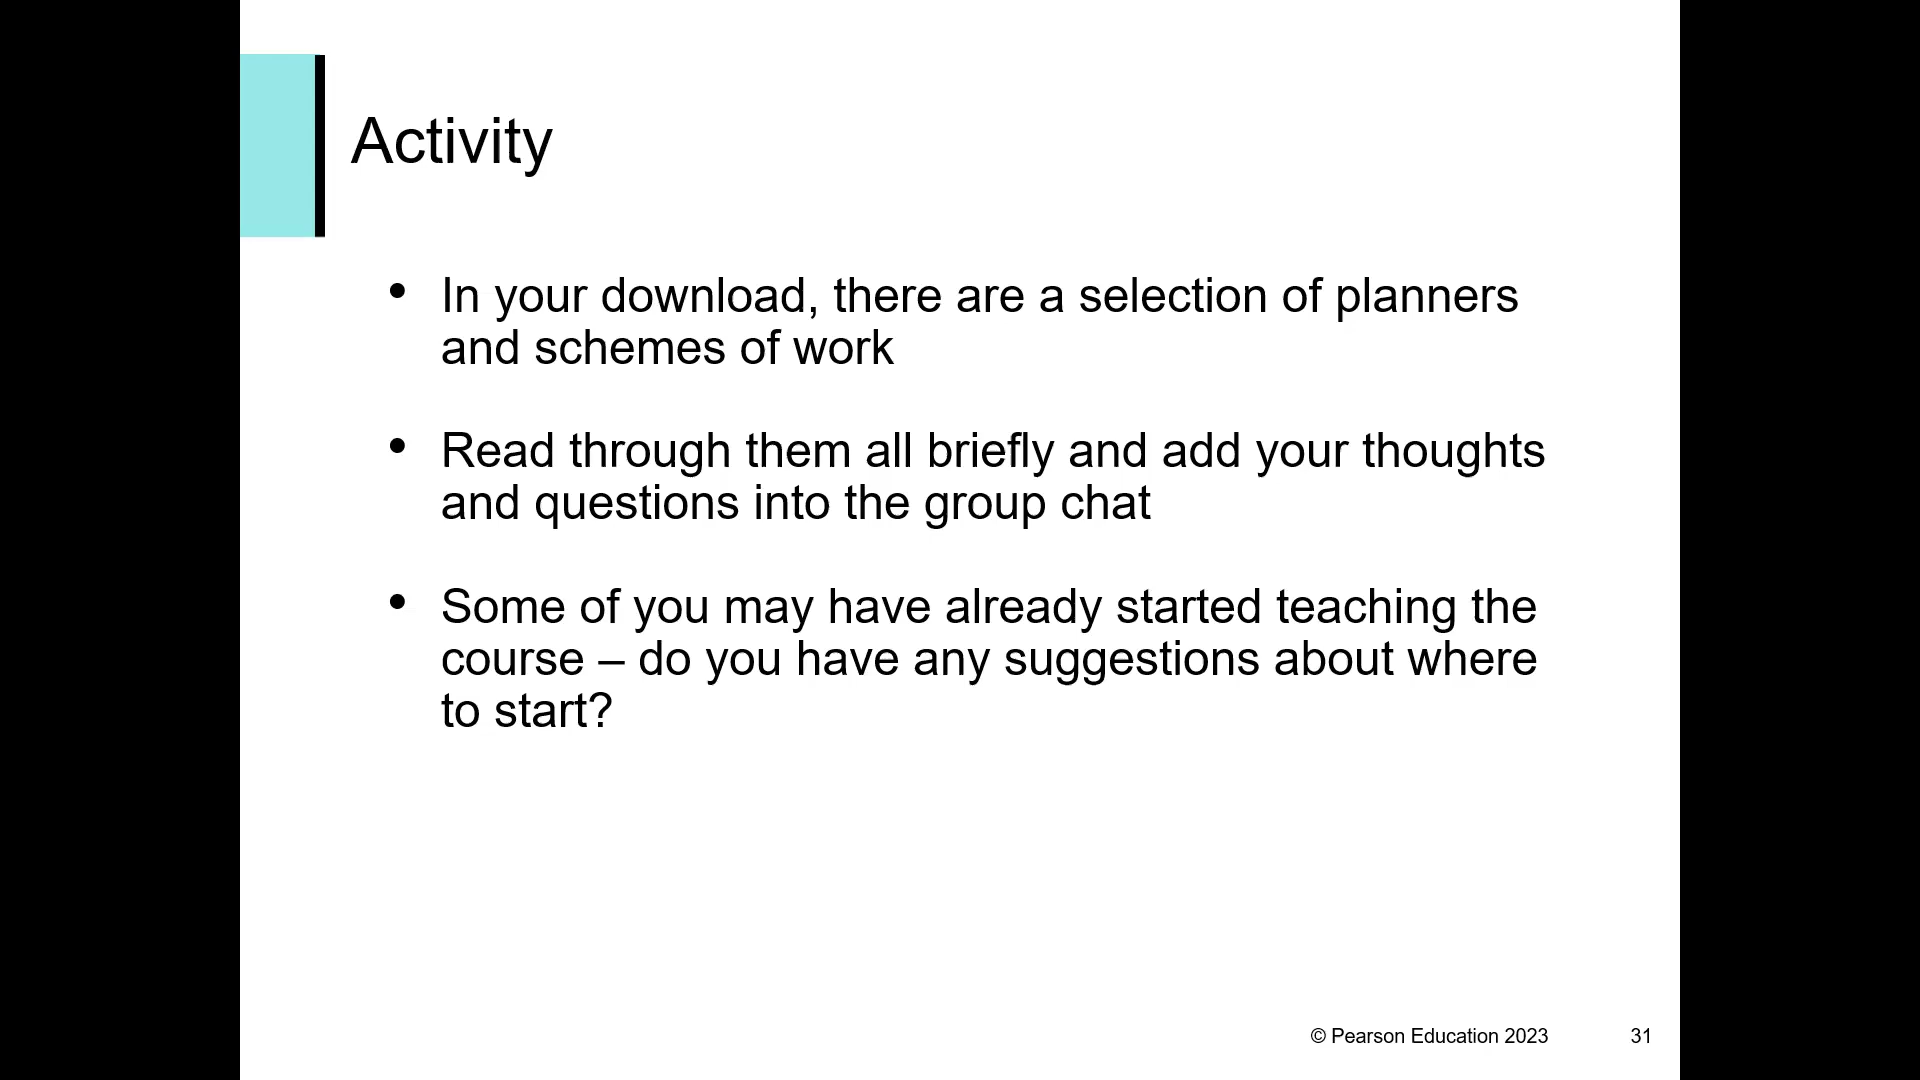 Activity
• In your download, there are a selection of planners
and schemes of work
• Read through them all briefly and add your thoughts
and questions into the group chat
• Some of you may have already started teaching the
course – do you have any suggestions about where
to start?
© Pearson Education 2023 31